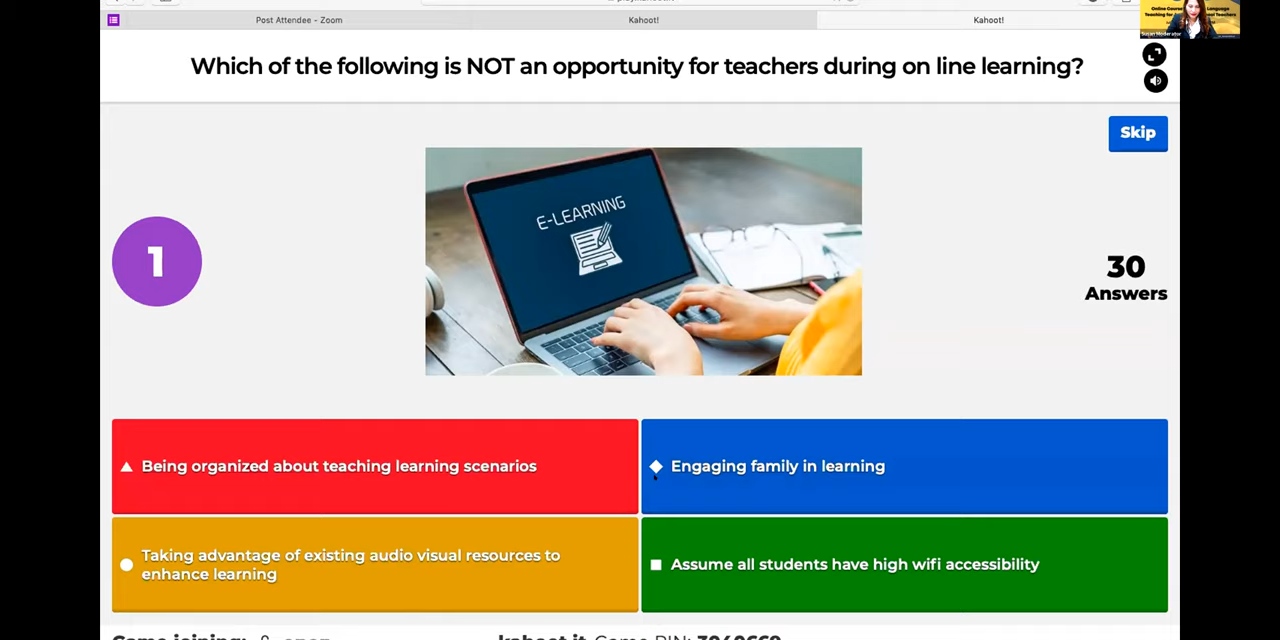 Post Attendee - Zoom
Kahoot!
Kahoot!
Which of the following is NOT an opportunity for teachers during on line learning?
Skip
E-LEARNING
1
30
Answers
Being organized about teaching learning scenarios
Engaging family in learning
Taking advantage of existing audio visual resources to
enhance learning
Assume all students have high wifi accessibility